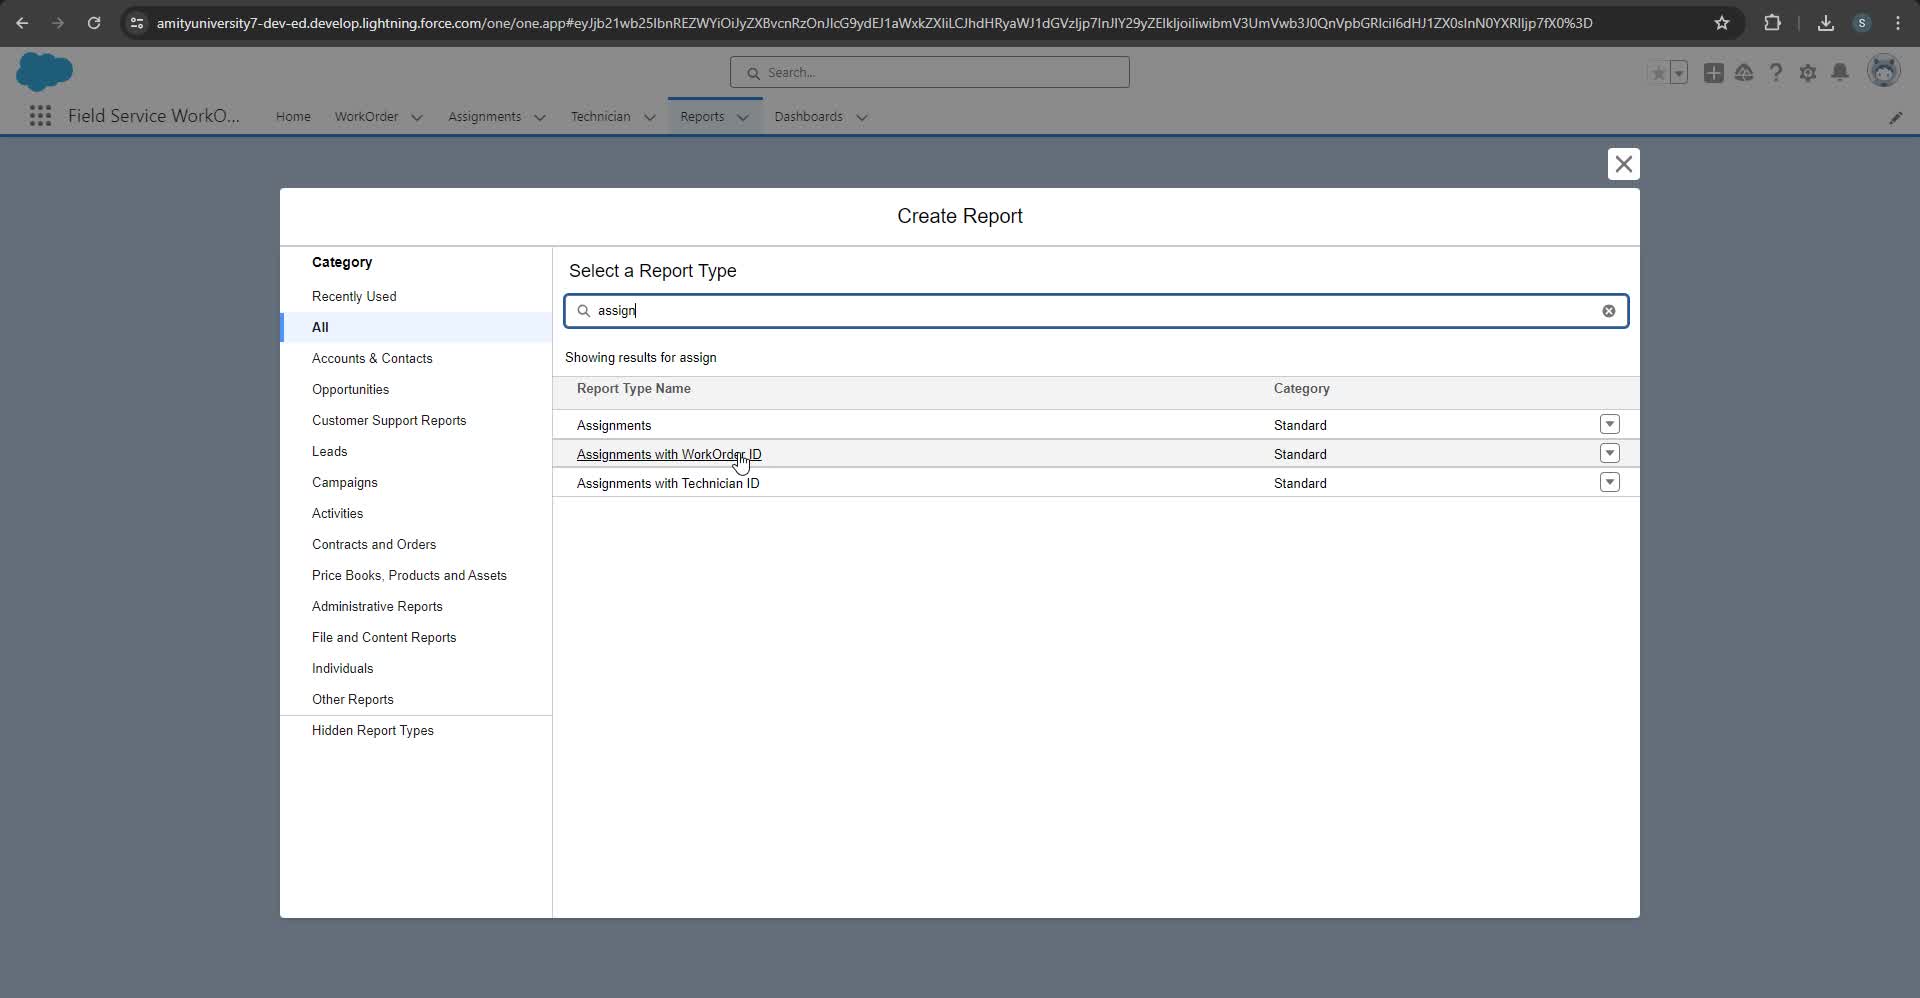 amityuniversity7-dev-ed.develop.lightning.force.com/one/one.app#eyJjb21wb25lbnREZWYiOiJyZXBvcnRzOnJlcG9ydEJ1aWxkZXIiLCJhdHRyaWJ1dGVzIjp7InJlY29yZElkIjoiIiwibmV3UmVwb3J0QnVpbGRlciI6dHJ1ZX0sInN0YXRlIjp7fX0%3D
S
Search...
Field Service WorkO...
Home
WorkOrder
Assignments
Technician
Reports
Dashboards
Create Report
Category
Recently Used
All
Accounts & Contacts
Opportunities
Customer Support Reports
Leads
Campaigns
Activities
Contracts and Orders
Price Books, Products and Assets
Administrative Reports
File and Content Reports
Individuals
Other Reports
Hidden Report Types
Select a Report Type
assign
Showing results for assign
Report Type Name Category
Assignments Standard
Assignments with WorkOrder ID Standard
Assignments with Technician ID Standard